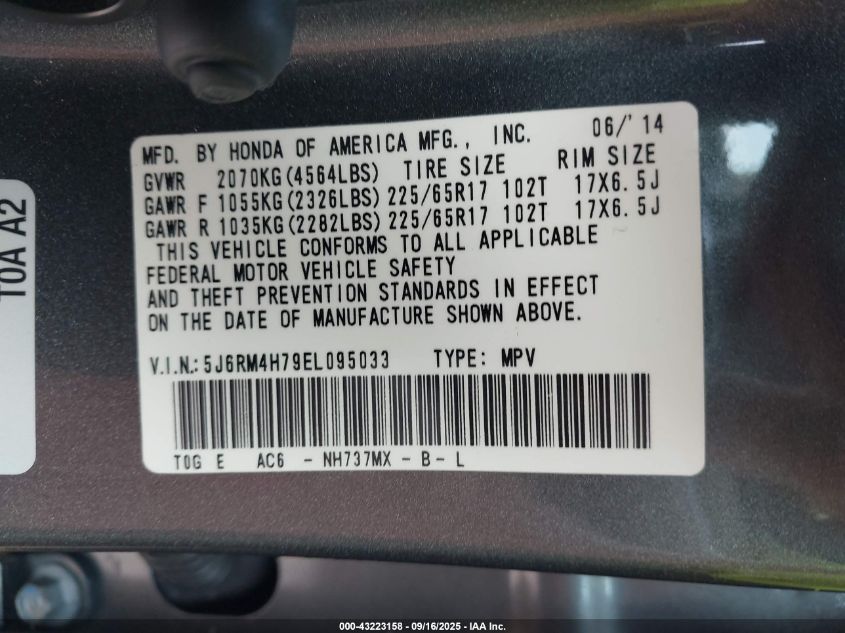 MFD. BY HONDA OF AMERICA MFG., INC. 06/'14
GVWR 2070KG(4564LBS) TIRE SIZE RIM SIZE
GAWR F 1055KG(2326LBS) 225/65R17 102T 17X6.5J
GAWR R 1035KG(2282LBS) 225/65R17 102T 17X6.5J
THIS VEHICLE CONFORMS TO ALL APPLICABLE
FEDERAL MOTOR VEHICLE SAFETY
AND THEFT PREVENTION STANDARDS IN EFFECT
ON THE DATE OF MANUFACTURE SHOWN ABOVE.
V.I.N.: 5J6RM4H79EL095033 TYPE: MPV
T0G E AC6 - NH737MX - B - L
T0A A2
000-43223158 - 09/16/2025 - IAA Inc.